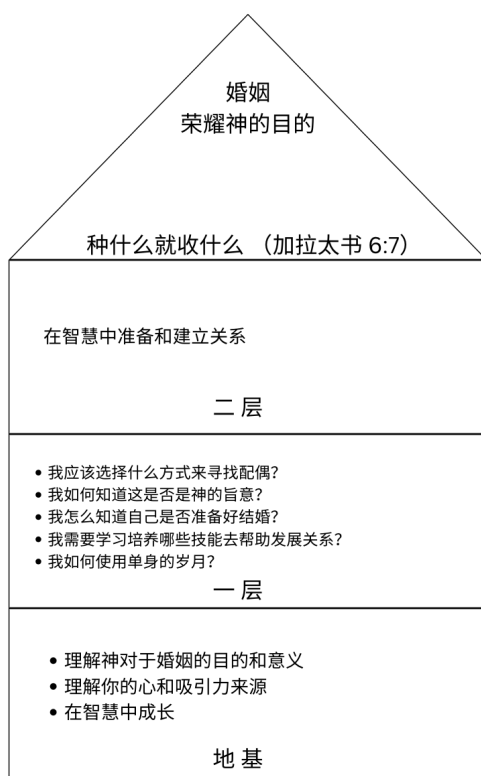 婚姻
荣耀神的目的
种什么就收什么 （加拉太书 6:7）
在智慧中准备和建立关系
二 层
• 我应该选择什么方式来寻找配偶？
• 我如何知道这是否是神的旨意？
• 我怎么知道自己是否准备好结婚？
• 我需要学习培养哪些技能去帮助发展关系？
• 我如何使用单身的岁月？
一 层
• 理解神对于婚姻的目的和意义
• 理解你的心和吸引力来源
• 在智慧中成长
地 基